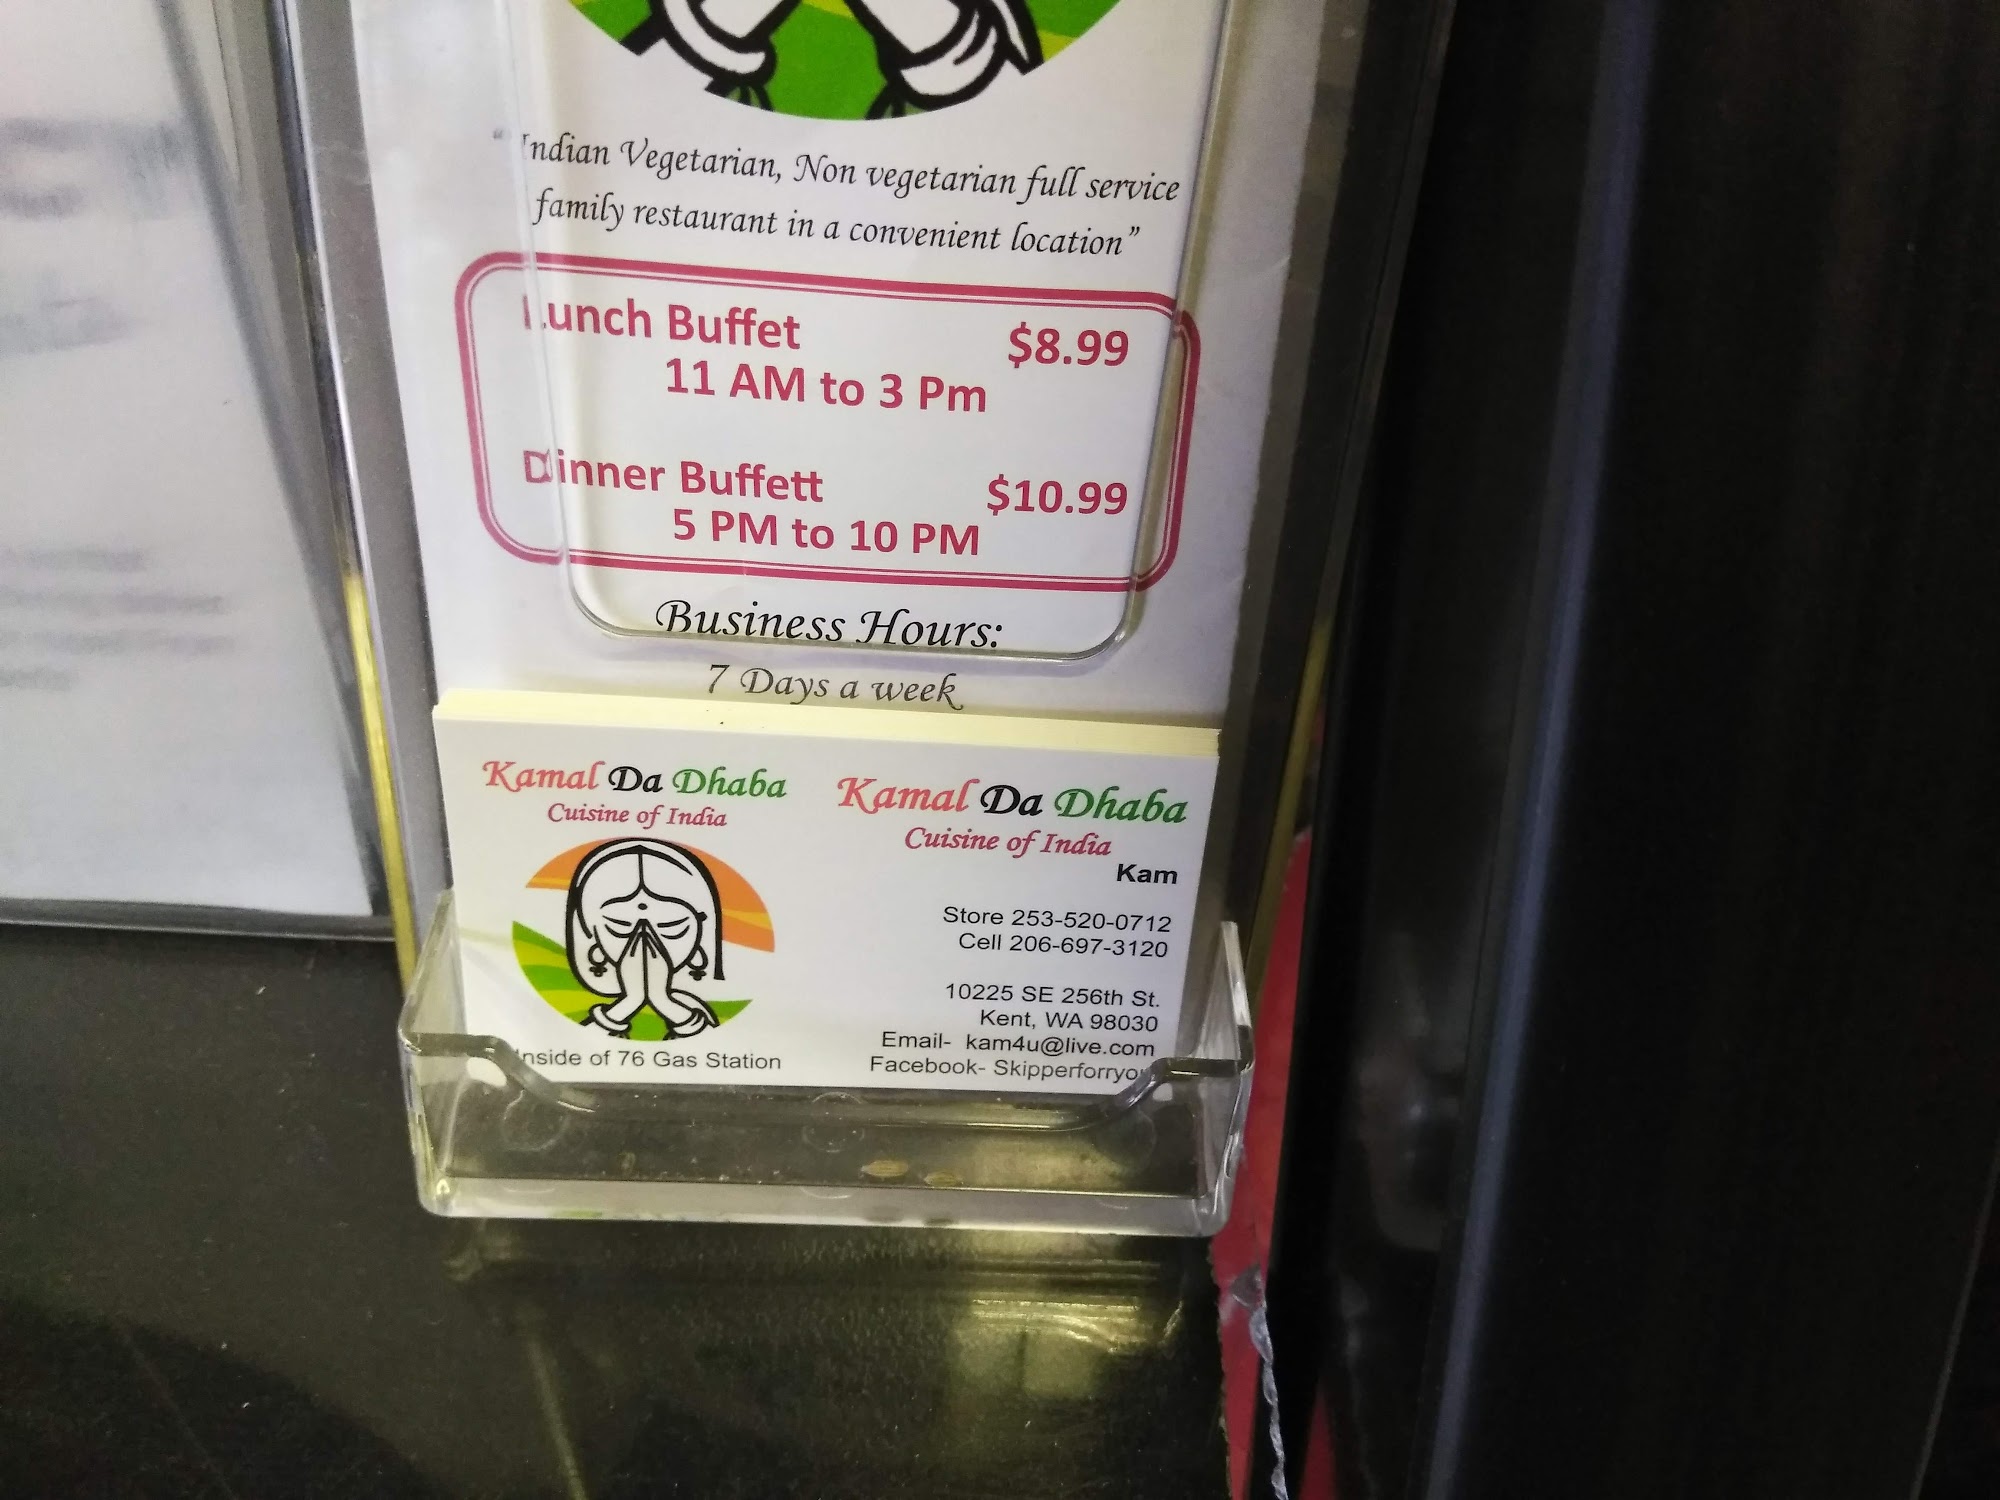 "Indian Vegetarian, Non vegetarian full service
family restaurant in a convenient location"
Lunch Buffet $8.99
11 AM to 3 Pm
Dinner Buffett $10.99
5 PM to 10 PM
Business Hours:
7 Days a week
Kamal Da Dhaba
Cuisine of India
Inside of 76 Gas Station
Kamal Da Dhaba
Cuisine of India
Kam
Store 253-520-0712
Cell 206-697-3120
10225 SE 256th St.
Kent, WA 98030
Email- kam4u@live.com
Facebook-